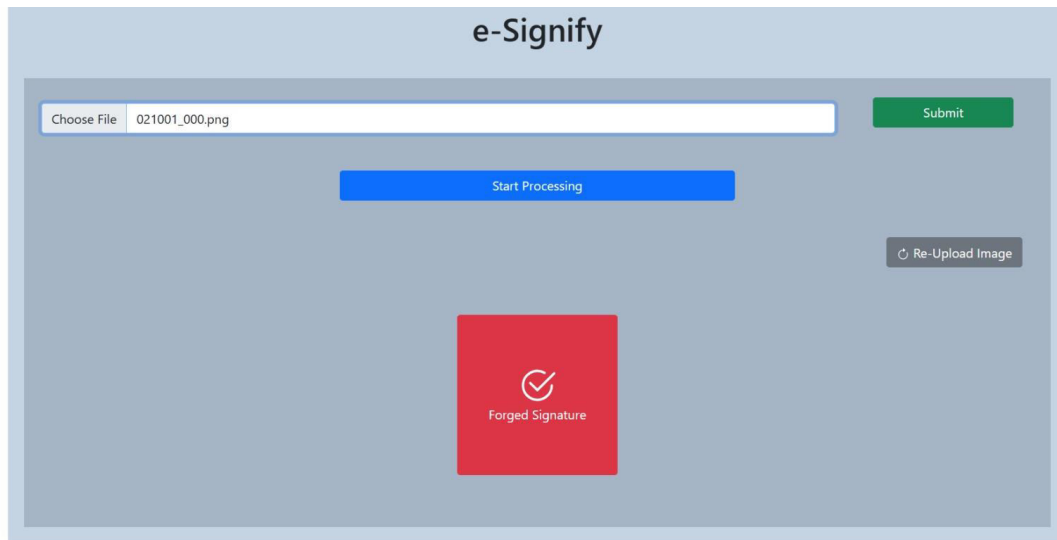 e-Signify
Choose File 021001_000.png
Submit
Start Processing
Re-Upload Image
Forged Signature